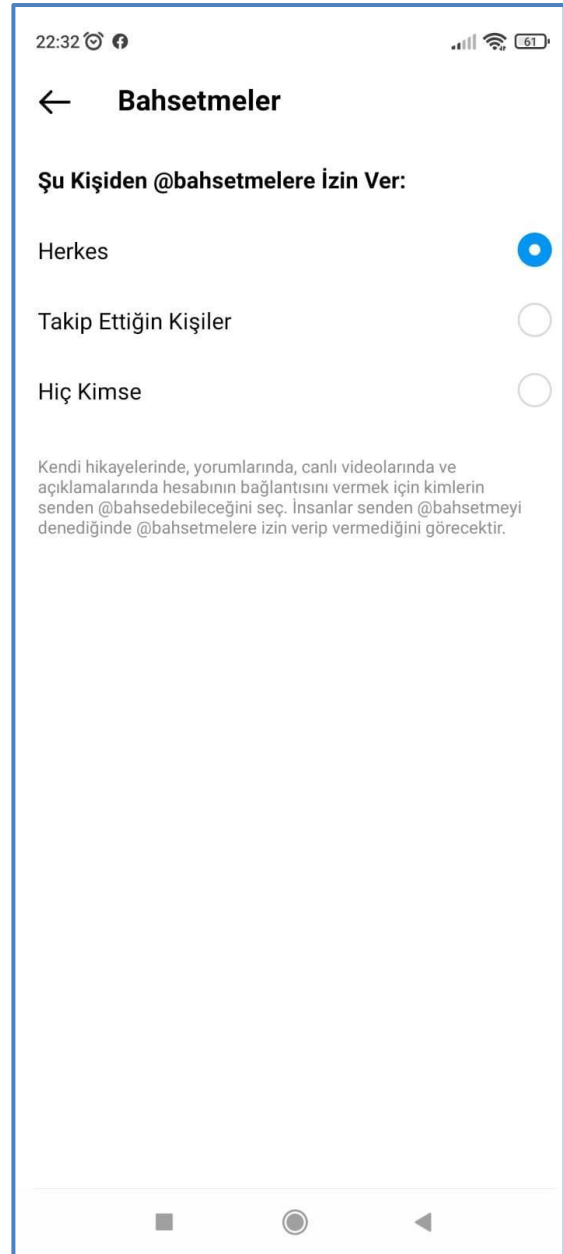 22:32
61
Bahsetmeler
Şu Kişiden @bahsetmelere İzin Ver:
Herkes
Takip Ettiğin Kişiler
Hiç Kimse
Kendi hikayelerinde, yorumlarında, canlı videolarında ve
açıklamalarında hesabının bağlantısını vermek için kimlerin
senden @bahsedebileceğini seç. İnsanlar senden @bahsetmeyi
denediğinde @bahsetmelere izin verip vermediğini görecektir.